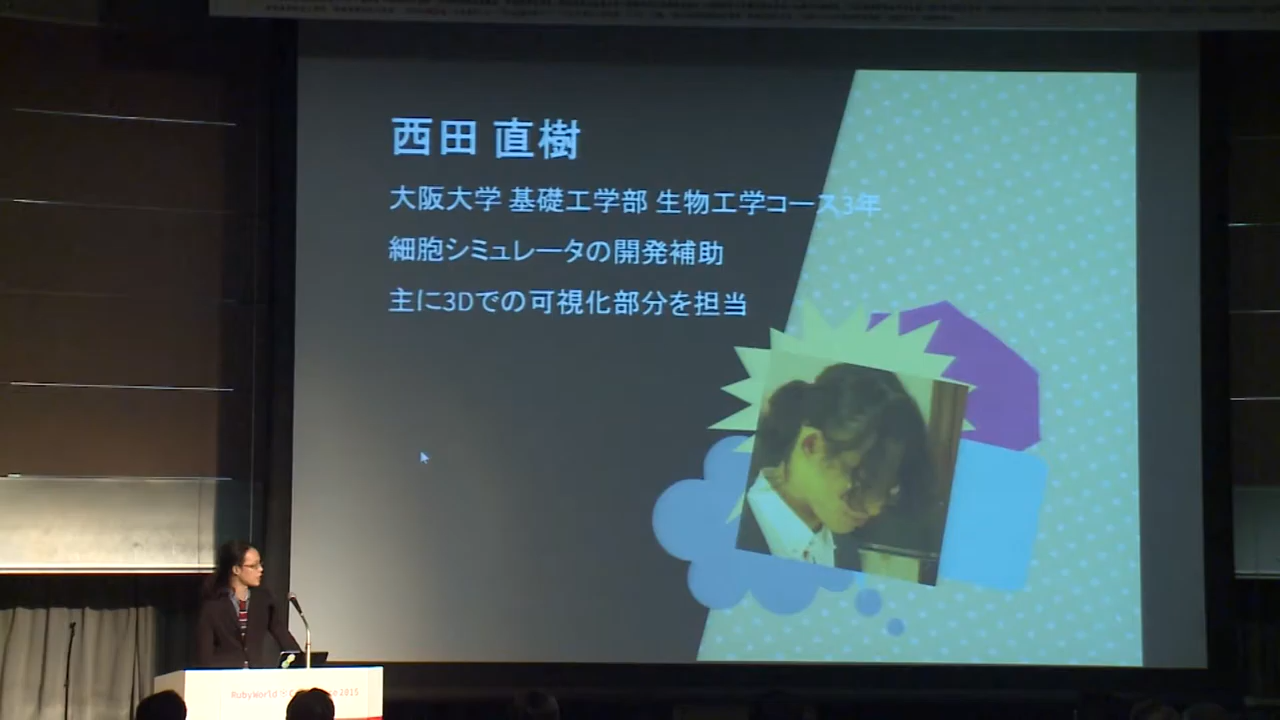 西田 直樹
大阪大学 基礎工学部 生物工学コース3年
細胞シミュレータの開発補助
主に3Dでの可視化部分を担当
RubyWorld 2015